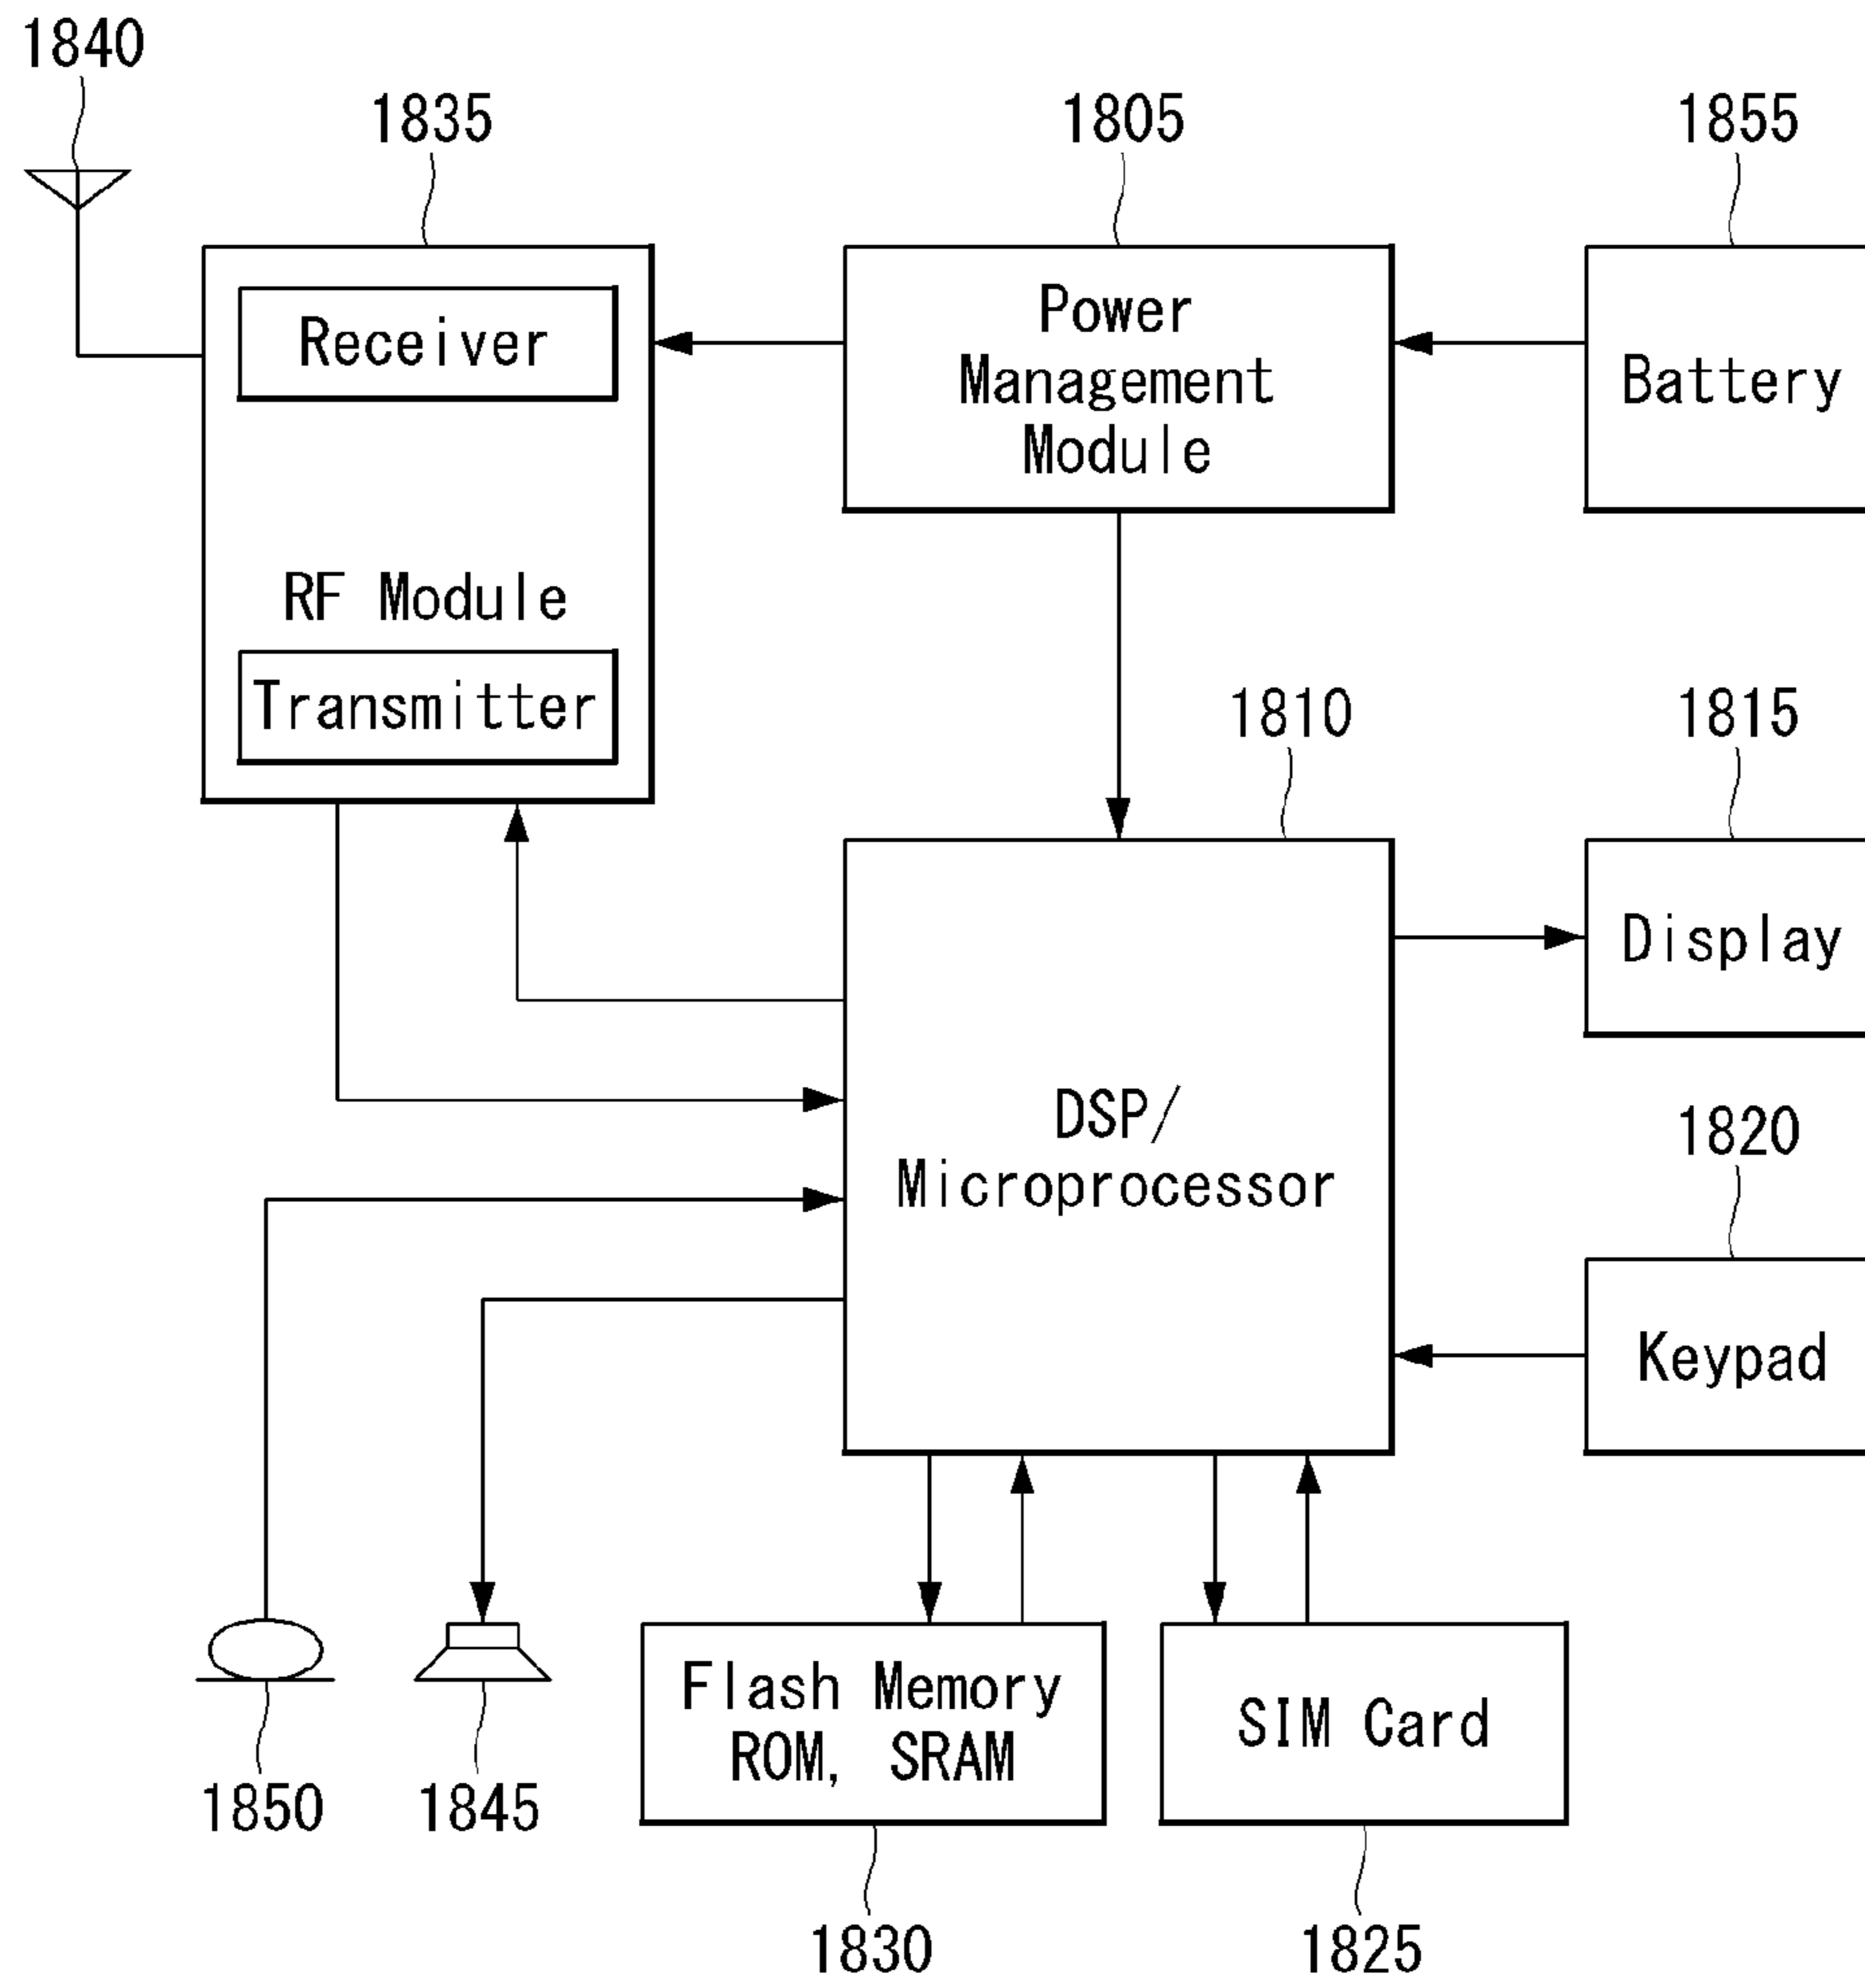 1840
1835
1805
1855
Receiver
RF Module
Transmitter
Power
Management
Module
Battery
1810
1815
DSP/
Microprocessor
Display
1820
Keypad
1850
1845
Flash Memory
ROM, SRAM
SIM Card
1830
1825